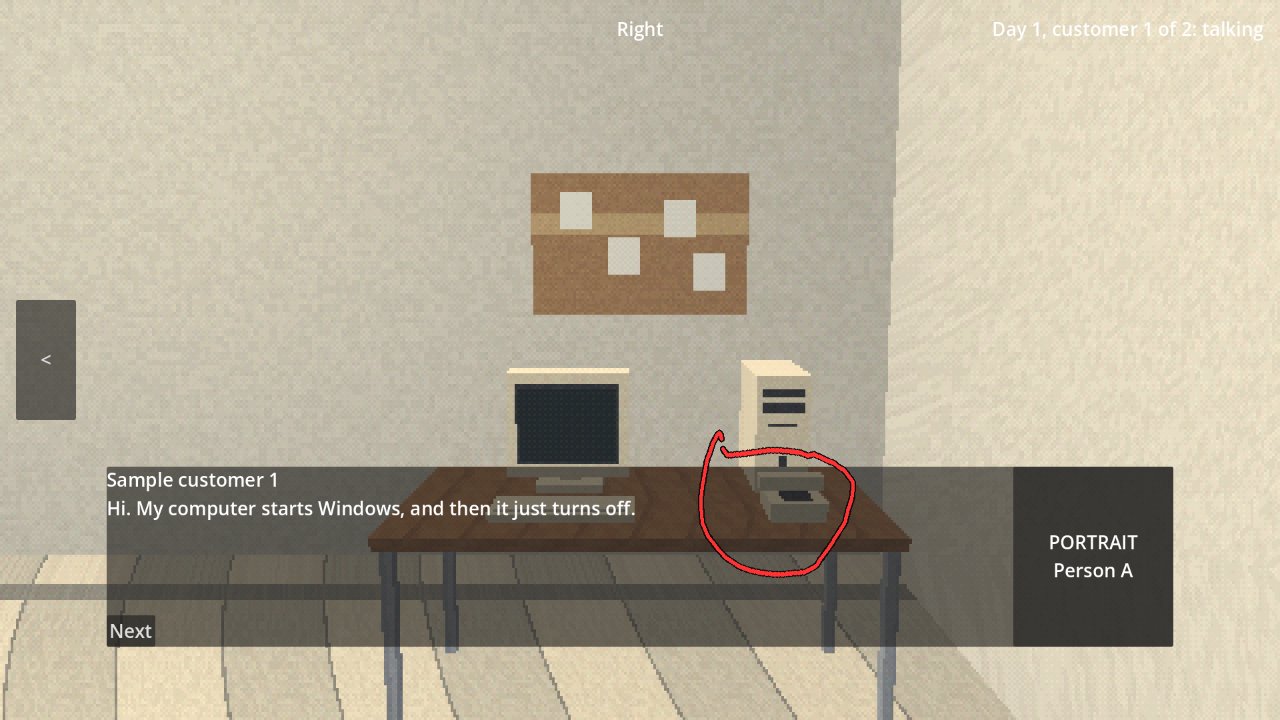 Right
Day 1, customer 1 of 2: talking
<
Sample customer 1
Hi. My computer starts Windows, and then it just turns off.
PORTRAIT
Person A
Next